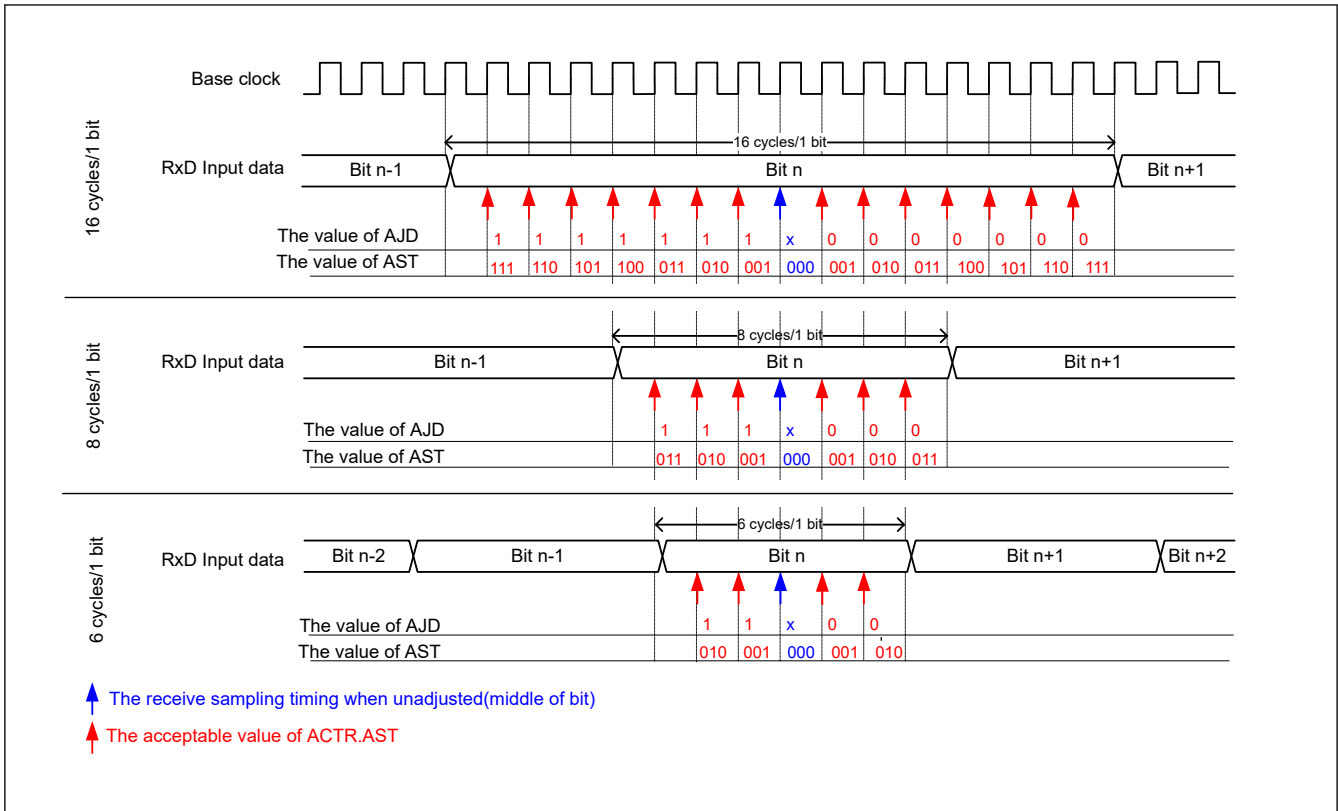 Base clock
16 cycles/1 bit
16 cycles/1 bit
RxD Input data
Bit n-1
Bit n
Bit n+1
The value of AJD
1 1 1 1 1 1 1 x 0 0 0 0 0 0 0
The value of AST
111 110 101 100 011 010 001 000 001 010 011 100 101 110 111
8 cycles/1 bit
8 cycles/1 bit
RxD Input data
Bit n-1
Bit n
Bit n+1
The value of AJD
1 1 1 x 0 0 0
The value of AST
011 010 001 000 001 010 011
6 cycles/1 bit
6 cycles/1 bit
RxD Input data
Bit n-2
Bit n-1
Bit n
Bit n+1
Bit n+2
The value of AJD
1 1 x 0 0
The value of AST
010 001 000 001 010
The receive sampling timing when unadjusted(middle of bit)
The acceptable value of ACTR.AST